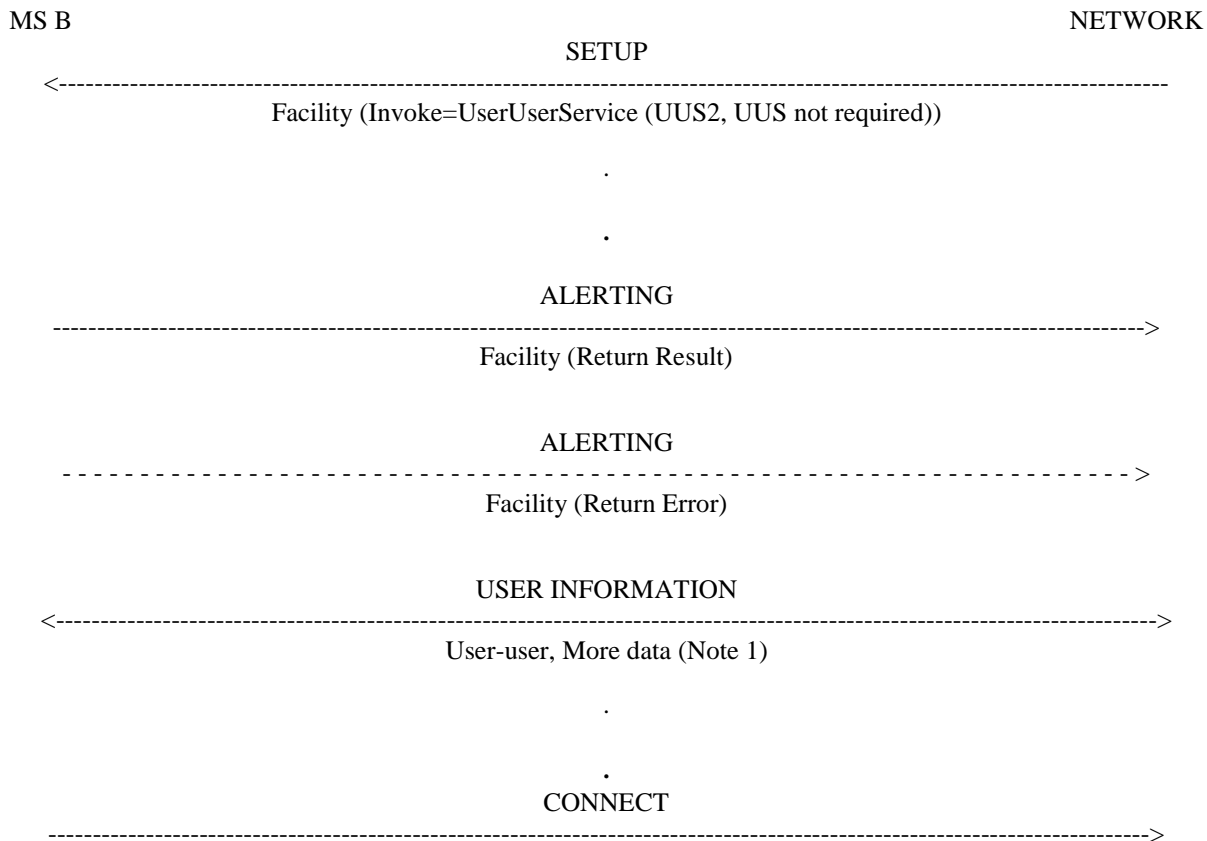 MS B NETWORK
SETUP
<------------------------------------------------------------------------------------------------------------------------------
Facility (Invoke=UserUserService (UUS2, UUS not required))
.
.
ALERTING
--------------------------------------------------------------------------------------------------------------------------->
Facility (Return Result)
ALERTING
- - - - - - - - - - - - - - - - - - - - - - - - - - - - - - - - - - - - - - - - - - - - - - - - - - - - - - - - - - - - - - - - - - - - - >
Facility (Return Error)
USER INFORMATION
<---------------------------------------------------------------------------------------------------------------------------->
User-user, More data (Note 1)
.
.
CONNECT
---------------------------------------------------------------------------------------------------------------------------->